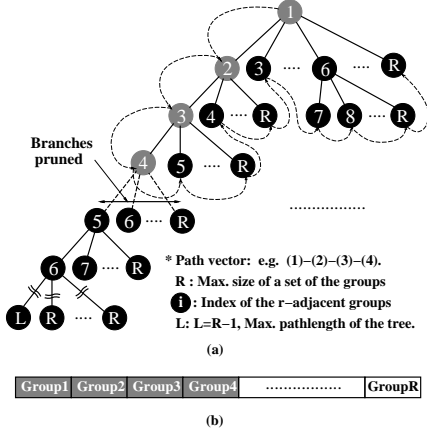 1
2 3 ···· 6 ···· R
3 4 ···· R 7 8 ···· R
Branches
pruned
4 5 ···· R
5 6 ···· R
6 7 ···· R
L R ···· R
* Path vector: e.g. (1)−(2)−(3)−(4).
R : Max. size of a set of the groups
i : Index of the r−adjacent groups
L: L=R−1, Max. pathlength of the tree.
(a)
Group1 Group2 Group3 Group4 ················ GroupR
(b)